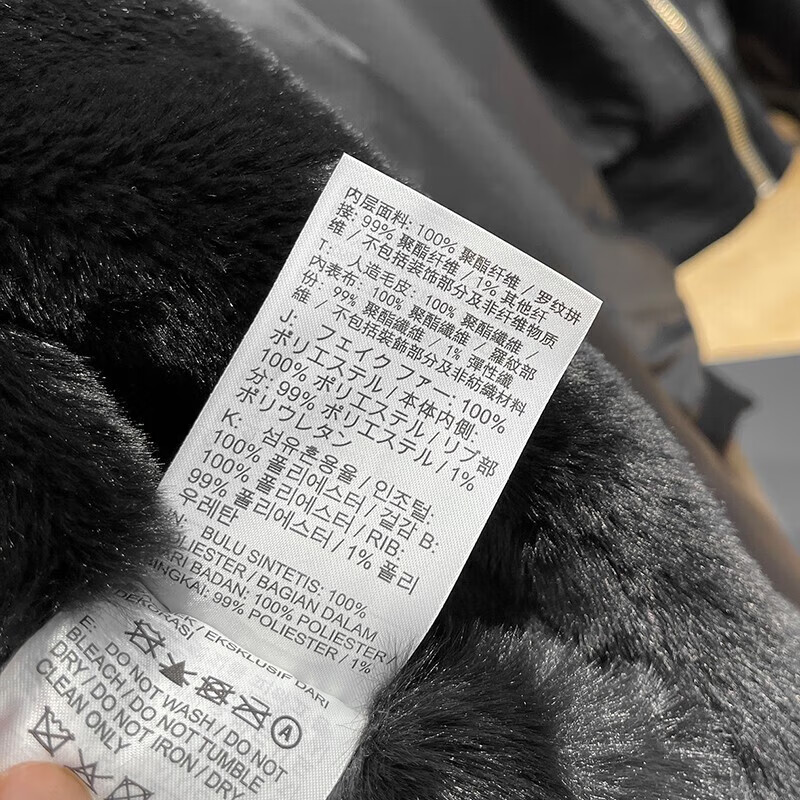 内层面料: 100% 聚酯纤维 / 罗纹拼
接: 99% 聚酯纤维 / 1% 其他纤
维 / 不包括装饰部分及非纤维物质
T: 人造毛皮: 100% 聚酯纖維 /
內表布: 100% 聚酯纖維 / 羅紋部
份: 99% 聚酯纖維 / 1% 彈性纖
維 / 不包括裝飾部分及非紡織材料
J: フェイク ファー: 100%
ポリエステル / 本体内側:
100% ポリエステル / リブ部
分: 99% ポリエステル / 1%
ポリウレタン
K: 섬유혼용율 / 인조털:
100% 폴리에스터 / 겉감 B:
100% 폴리에스터 / RIB:
99% 폴리에스터 / 1% 폴리
우레탄
BULU SINTETIS: 100%
POLIESTER / BAGIAN DALAM
DARI BADAN: 100% POLIESTER /
99% POLIESTER / 1%
/ EKSKLUSIF DARI
DEKORASI
E: DO NOT WASH / DO NOT
BLEACH / DO NOT TUMBLE
DRY / DO NOT IRON / DRY
CLEAN ONLY